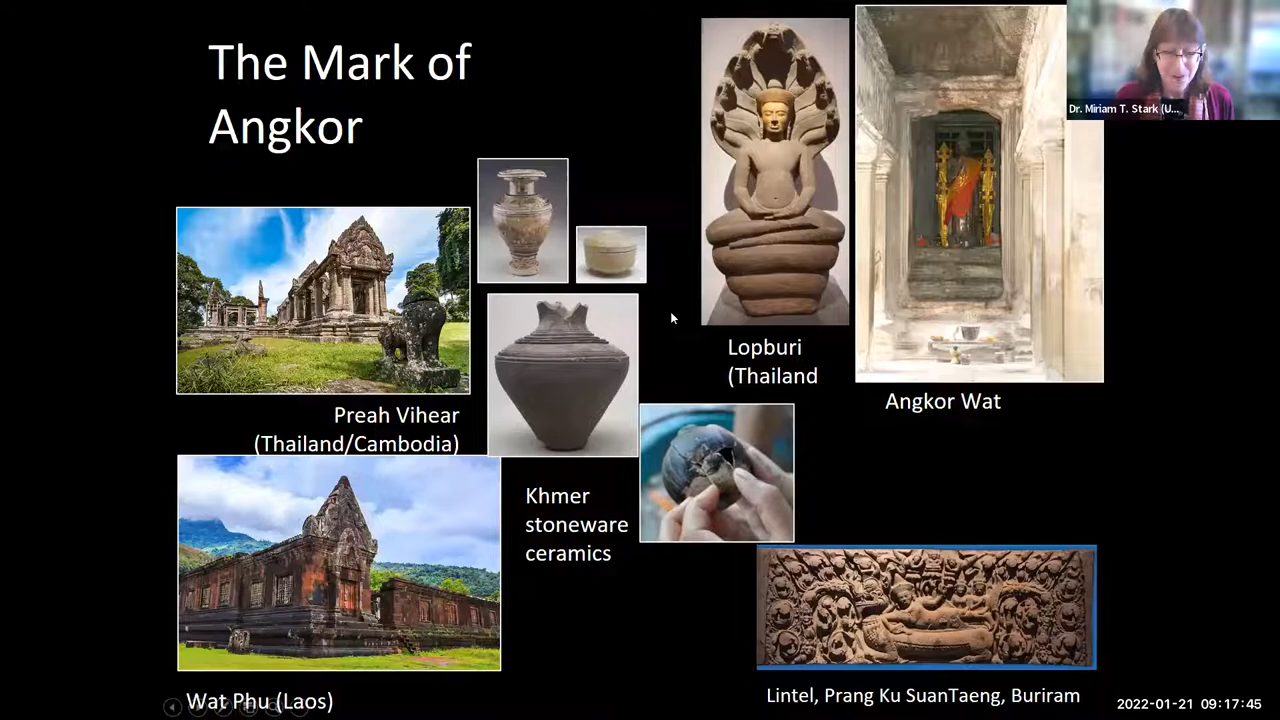 The Mark of
Angkor
Dr. Miriam T. Stark (U...
Preah Vihear
(Thailand/Cambodia)
Lopburi
(Thailand
Angkor Wat
Khmer
stoneware
ceramics
Wat Phu (Laos)
Lintel, Prang Ku SuanTaeng, Buriram
2022-01-21 09:17:45